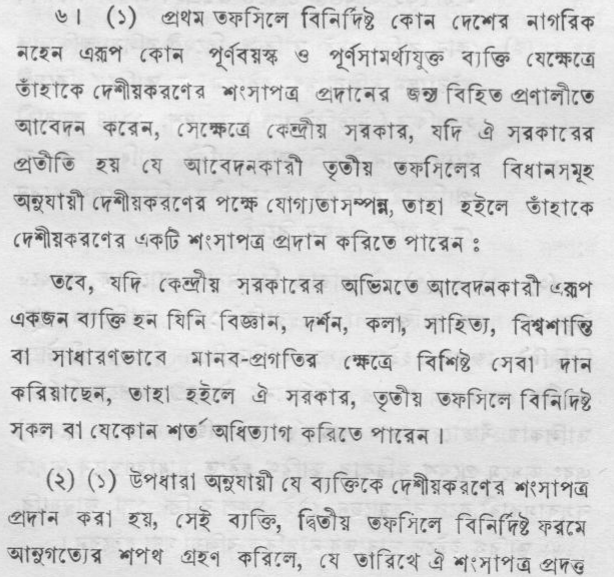 ৬। (১) প্রথম তফসিলে বিনির্দিষ্ট কোন দেশের নাগরিক
নহেন এরূপ কোন পূর্ণবয়স্ক ও পূর্ণসামর্থ্যযুক্ত ব্যক্তি যেক্ষেত্রে
তাঁহাকে দেশীয়করণের শংসাপত্র প্রদানের জন্য বিহিত প্রণালীতে
আবেদন করেন, সেক্ষেত্রে কেন্দ্রীয় সরকার, যদি ঐ সরকারের
প্রতীতি হয় যে আবেদনকারী তৃতীয় তফসিলের বিধানসমূহ
অনুযায়ী দেশীয়করণের পক্ষে যোগ্যতাসম্পন্ন, তাহা হইলে তাঁহাকে
দেশীয়করণের একটি শংসাপত্র প্রদান করিতে পারেন :
তবে, যদি কেন্দ্রীয় সরকারের অভিমতে আবেদনকারী এরূপ
একজন ব্যক্তি হন যিনি বিজ্ঞান, দর্শন, কলা, সাহিত্য, বিশ্বশান্তি
বা সাধারণভাবে মানব-প্রগতির ক্ষেত্রে বিশিষ্ট সেবা দান
করিয়াছেন, তাহা হইলে ঐ সরকার, তৃতীয় তফসিলে বিনির্দিষ্ট
সকল বা যেকোন শর্ত অধিত্যাগ করিতে পারেন।
(২) (১) উপধারা অনুযায়ী যে ব্যক্তিকে দেশীয়করণের শংসাপত্র
প্রদান করা হয়, সেই ব্যক্তি, দ্বিতীয় তফসিলে বিনির্দিষ্ট ফরমে
আনুগত্যের শপথ গ্রহণ করিলে, যে তারিখে ঐ শংসাপত্র প্রদত্ত